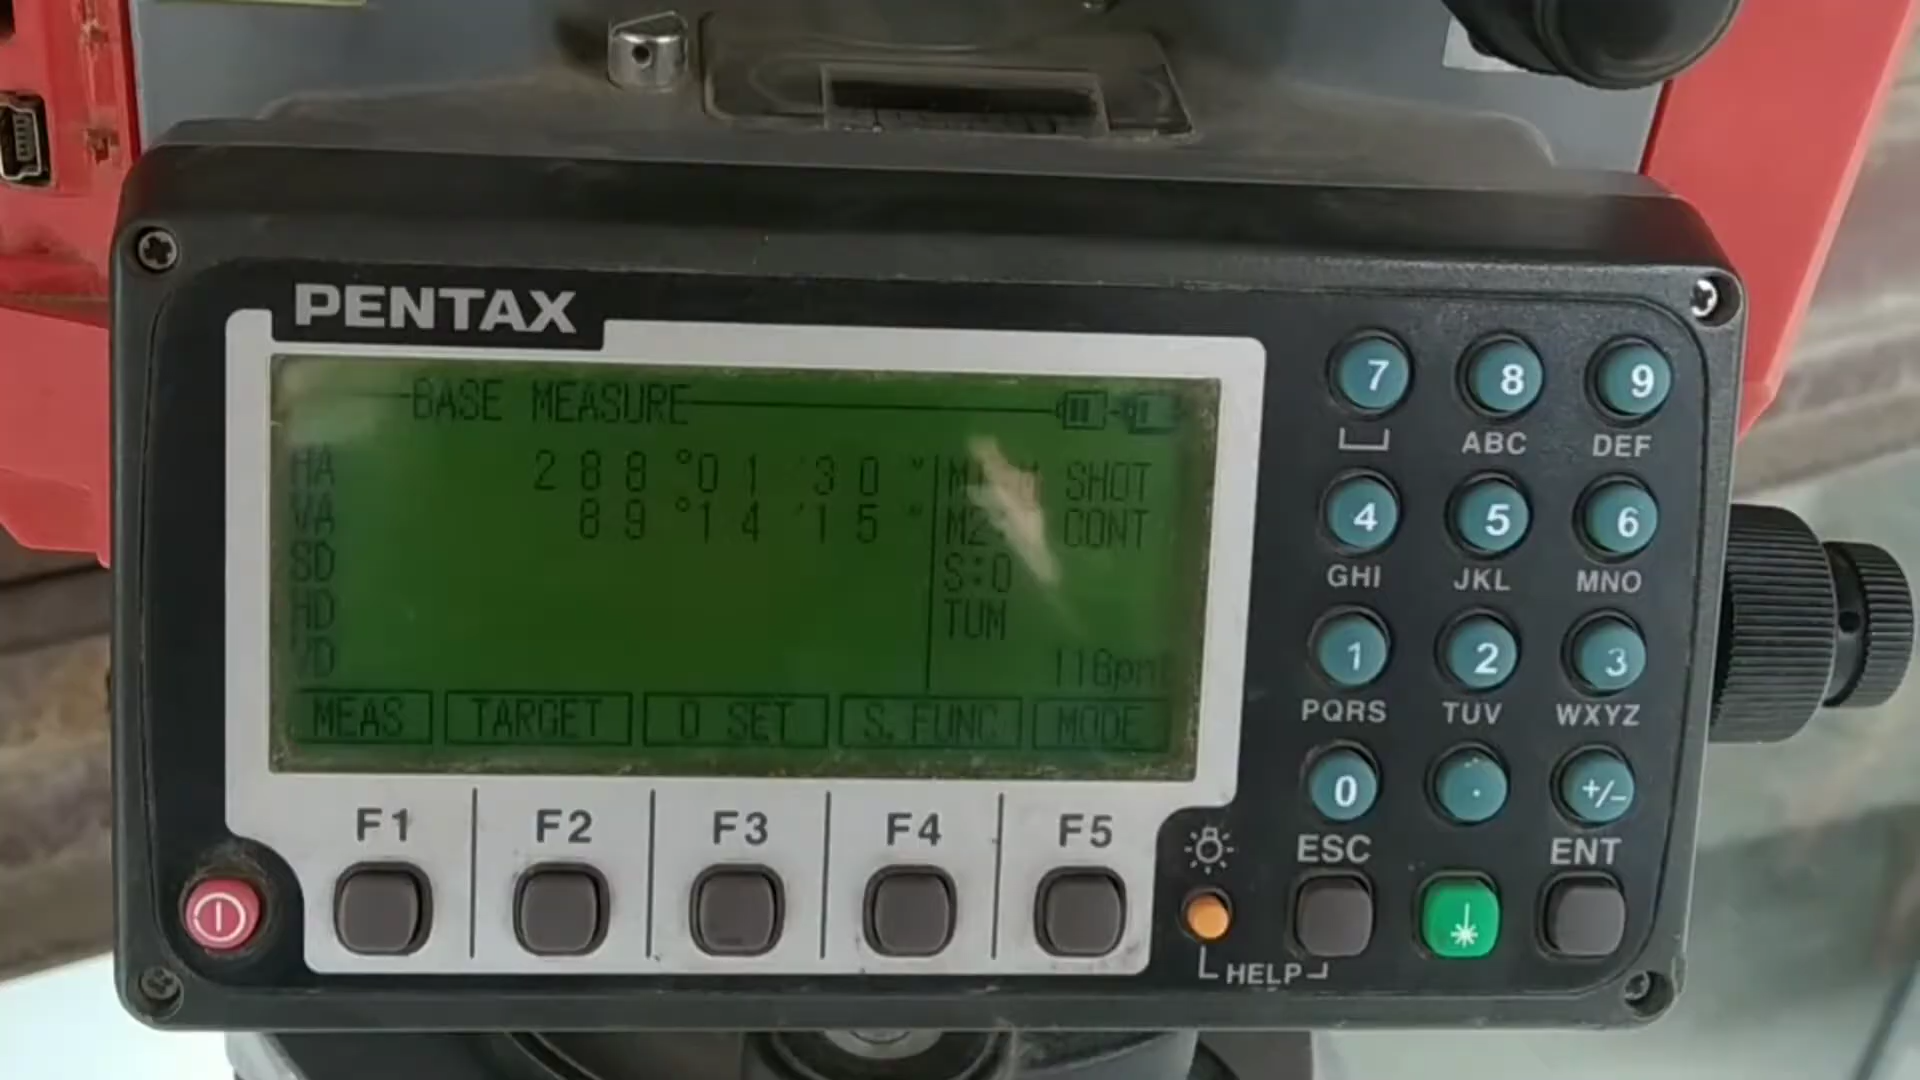 PENTAX
BASE MEASURE
HA 288°01'30" SHOT
VA 89°14'15" CONT
SD S:0
HD TUM
VD
MEAS TARGET 0 SET S.FUNC MODE
F1 F2 F3 F4 F5
7 8 9
ABC DEF
4 5 6
GHI JKL MNO
1 2 3
PQRS TUV WXYZ
0 . +/-
ESC ENT
HELP